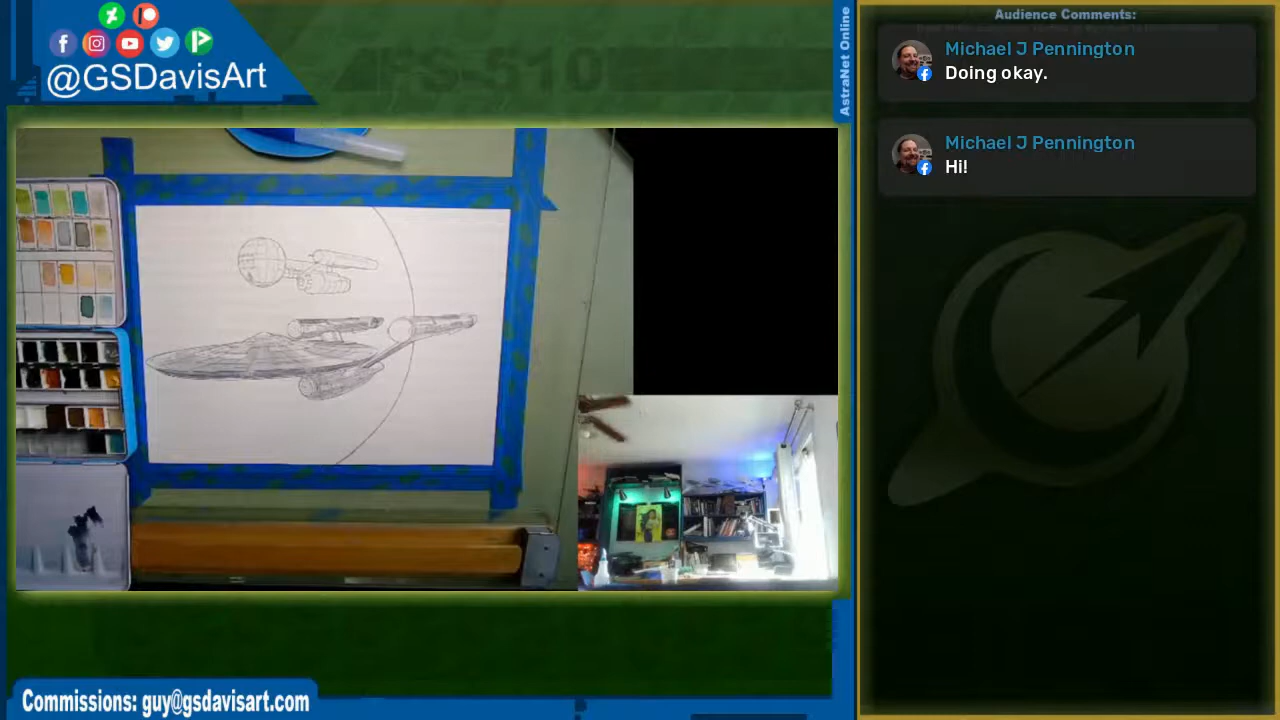 @GSDavisArt
AstraNet Online
Audience Comments:
Michael J Pennington
Doing okay.
Michael J Pennington
Hi!
Commissions: guy@gsdavisart.com